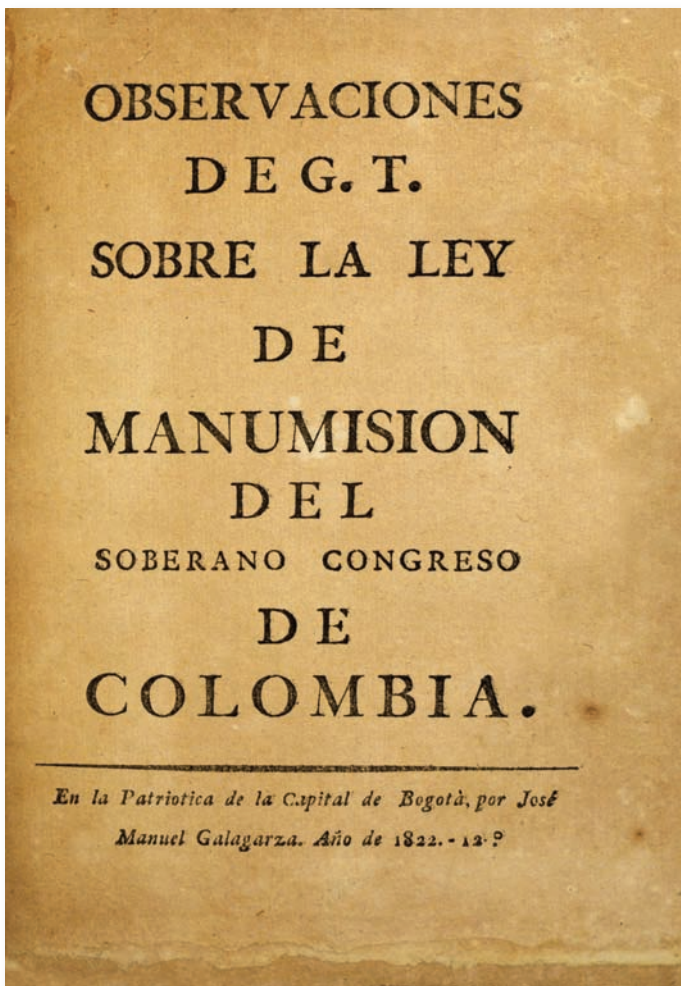 OBSERVACIONES
DE G. T.
SOBRE LA LEY
DE
MANUMISION
DEL
SOBERANO CONGRESO
DE
COLOMBIA.
En la Patriotica de la Capital de Bogotà, por José
Manuel Galagarza. Año de 1822. - 12.º